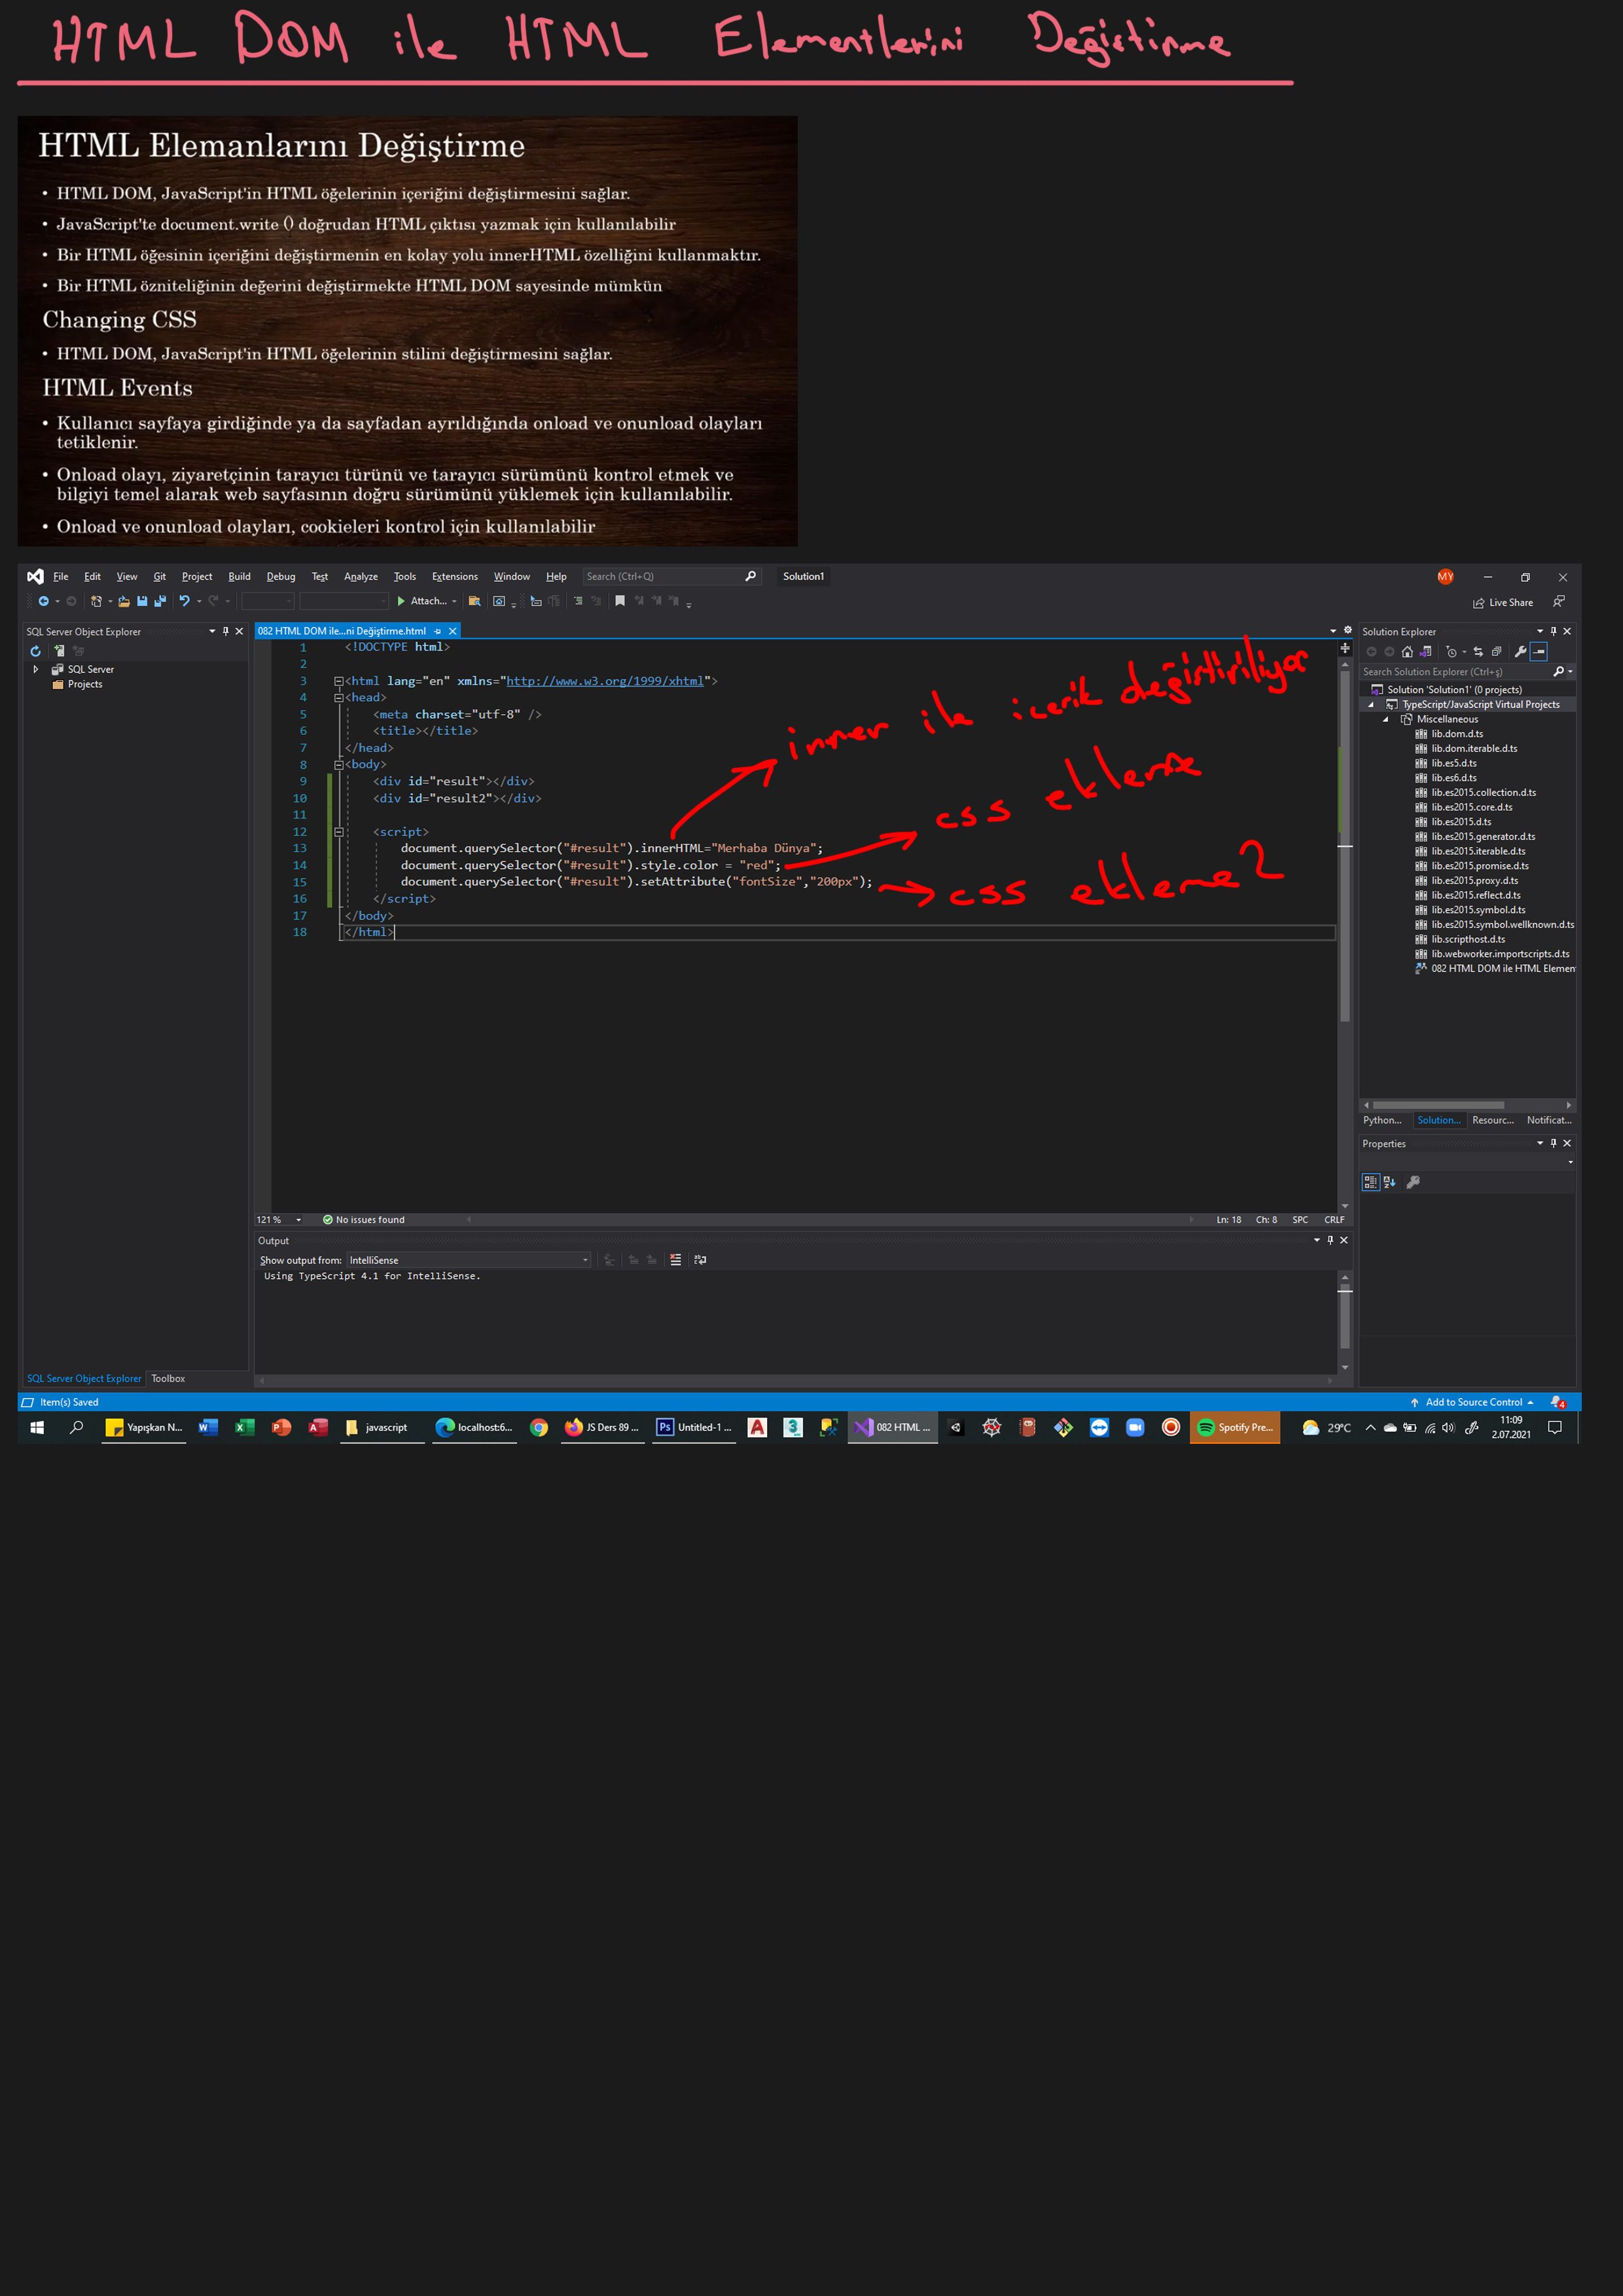 HTML DOM ile HTML Elementlerini Değiştirme
HTML Elemanlarını Değiştirme
• HTML DOM, JavaScript'in HTML öğelerinin içeriğini değiştirmesini sağlar.
• JavaScript'te document.write () doğrudan HTML çıktısı yazmak için kullanılabilir
• Bir HTML öğesinin içeriğini değiştirmenin en kolay yolu innerHTML özelliğini kullanmaktır.
• Bir HTML özniteliğinin değerini değiştirmekte HTML DOM sayesinde mümkün
Changing CSS
• HTML DOM, JavaScript'in HTML öğelerinin stilini değiştirmesini sağlar.
HTML Events
• Kullanıcı sayfaya girdiğinde ya da sayfadan ayrıldığında onload ve onunload olayları
tetiklenir.
• Onload olayı, ziyaretçinin tarayıcı türünü ve tarayıcı sürümünü kontrol etmek ve
bilgiyi temel alarak web sayfasının doğru sürümünü yüklemek için kullanılabilir.
• Onload ve onunload olayları, cookieleri kontrol için kullanılabilir
File Edit View Git Project Build Debug Test Analyze Tools Extensions Window Help Search (Ctrl+Q) Solution1 MY
Attach... Live Share
SQL Server Object Explorer
SQL Server
Projects
082 HTML DOM ile...ni Değiştirme.html
1 <!DOCTYPE html>
2
3 <html lang="en" xmlns="http://www.w3.org/1999/xhtml">
4 <head>
5 <meta charset="utf-8" />
6 <title></title>
7 </head>
8 <body>
9 <div id="result"></div>
10 <div id="result2"></div>
11
12 <script>
13 document.querySelector("#result").innerHTML="Merhaba Dünya";
14 document.querySelector("#result").style.color = "red";
15 document.querySelector("#result").setAttribute("fontSize","200px");
16 </script>
17 </body>
18 </html>
inner ile icerik değiştiriliyor
css ekleme
css ekleme 2
Solution Explorer
Search Solution Explorer (Ctrl+ş)
Solution 'Solution1' (0 projects)
TypeScript/JavaScript Virtual Projects
Miscellaneous
lib.dom.d.ts
lib.dom.iterable.d.ts
lib.es5.d.ts
lib.es6.d.ts
lib.es2015.collection.d.ts
lib.es2015.core.d.ts
lib.es2015.d.ts
lib.es2015.generator.d.ts
lib.es2015.iterable.d.ts
lib.es2015.promise.d.ts
lib.es2015.proxy.d.ts
lib.es2015.reflect.d.ts
lib.es2015.symbol.d.ts
lib.es2015.symbol.wellknown.d.ts
lib.scripthost.d.ts
lib.webworker.importscripts.d.ts
082 HTML DOM ile HTML Elemen
Python... Solution... Resourc... Notificat...
Properties
121 % No issues found Ln: 18 Ch: 8 SPC CRLF
Output
Show output from: IntelliSense
Using TypeScript 4.1 for IntelliSense.
SQL Server Object Explorer Toolbox
Item(s) Saved Add to Source Control 4
Yapışkan N... javascript localhost:6... JS Ders 89 ... Untitled-1 ... 082 HTML ... Spotify Pre... 29°C 11:09
2.07.2021